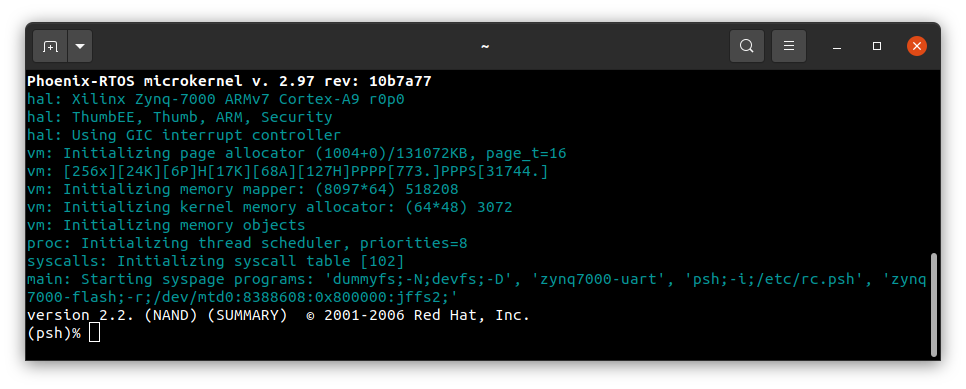 ~
Phoenix-RTOS microkernel v. 2.97 rev: 10b7a77
hal: Xilinx Zynq-7000 ARMv7 Cortex-A9 r0p0
hal: ThumbEE, Thumb, ARM, Security
hal: Using GIC interrupt controller
vm: Initializing page allocator (1004+0)/131072KB, page_t=16
vm: [256x][24K][6P]H[17K][68A][127H]PPPP[773.]PPPS[31744.]
vm: Initializing memory mapper: (8097*64) 518208
vm: Initializing kernel memory allocator: (64*48) 3072
vm: Initializing memory objects
proc: Initializing thread scheduler, priorities=8
syscalls: Initializing syscall table [102]
main: Starting syspage programs: 'dummyfs;-N;devfs;-D', 'zynq7000-uart', 'psh;-i;/etc/rc.psh', 'zynq
7000-flash;-r;/dev/mtd0:8388608:0x800000:jffs2;'
version 2.2. (NAND) (SUMMARY)  © 2001-2006 Red Hat, Inc.
(psh)%